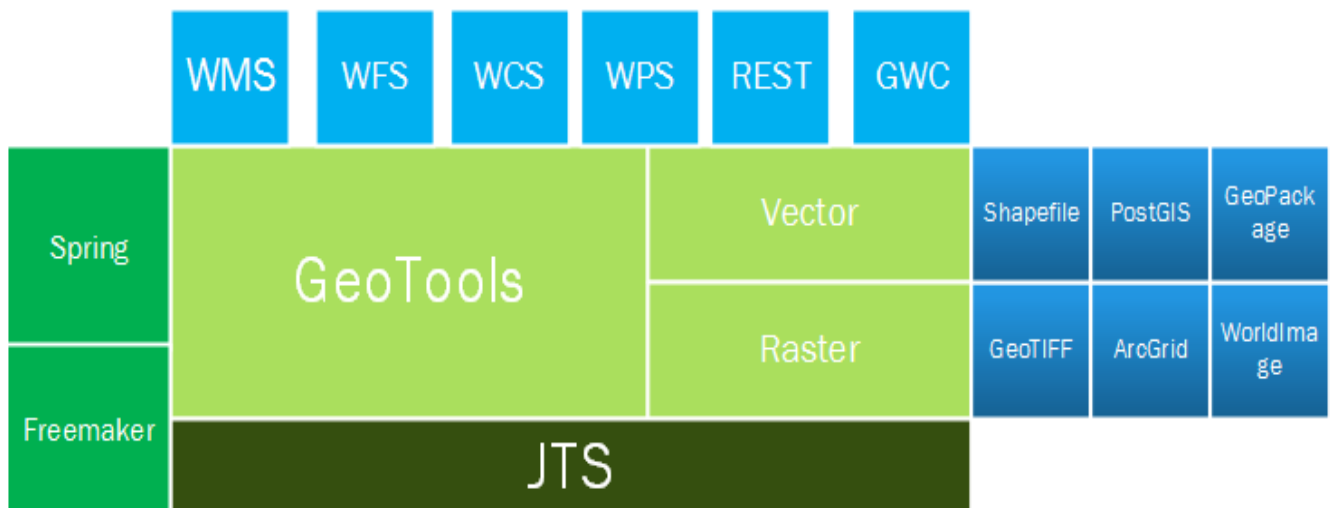 WMS
WFS
WCS
WPS
REST
GWC
Spring
GeoTools
Vector
Shapefile
PostGIS
GeoPack
age
Raster
GeoTIFF
ArcGrid
WorldIma
ge
Freemaker
JTS